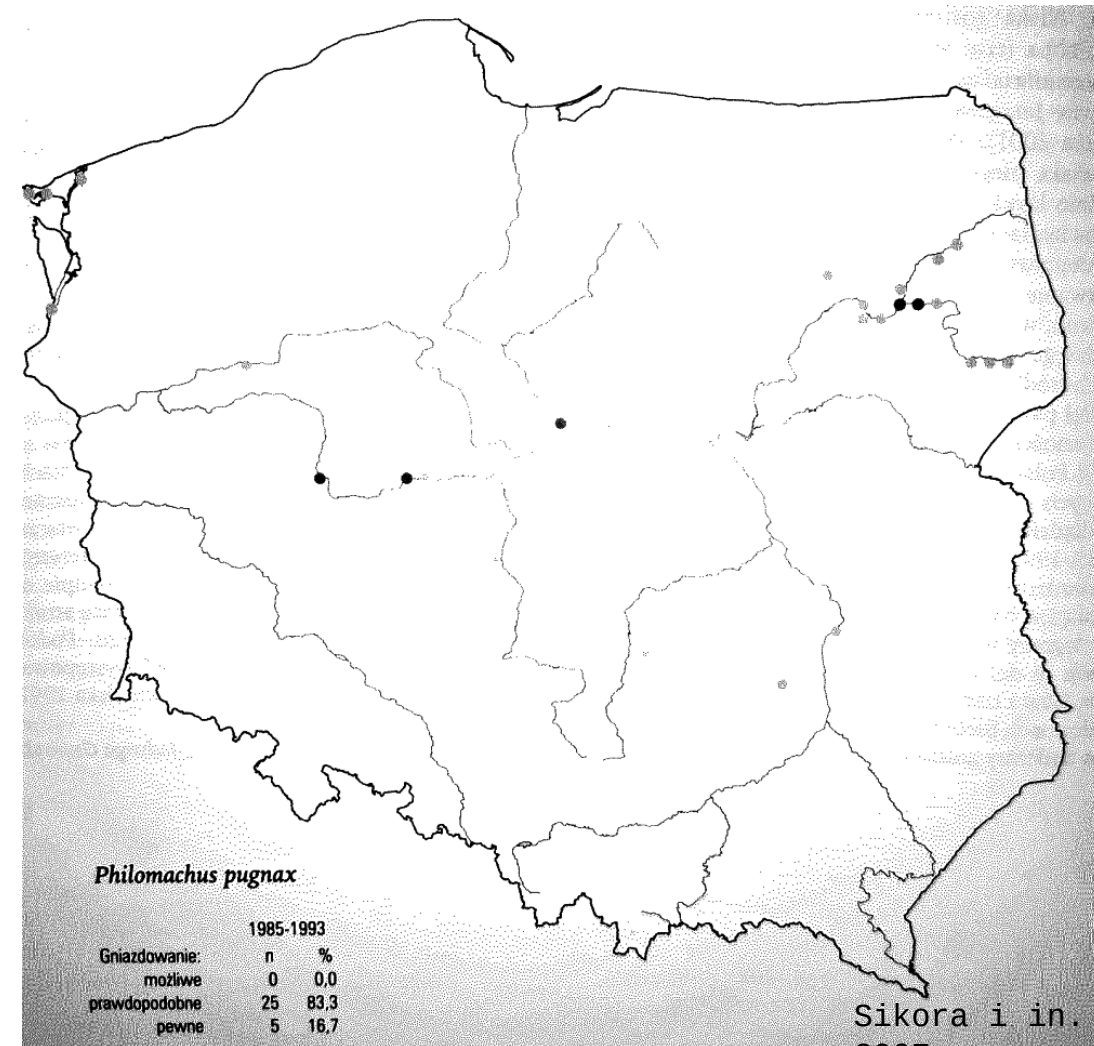 Philomachus pugnax
1985-1993
Gniazdowanie: n %
możliwe 0 0,0
prawdopodobne 25 83,3
pewne 5 16,7
Sikora i in.